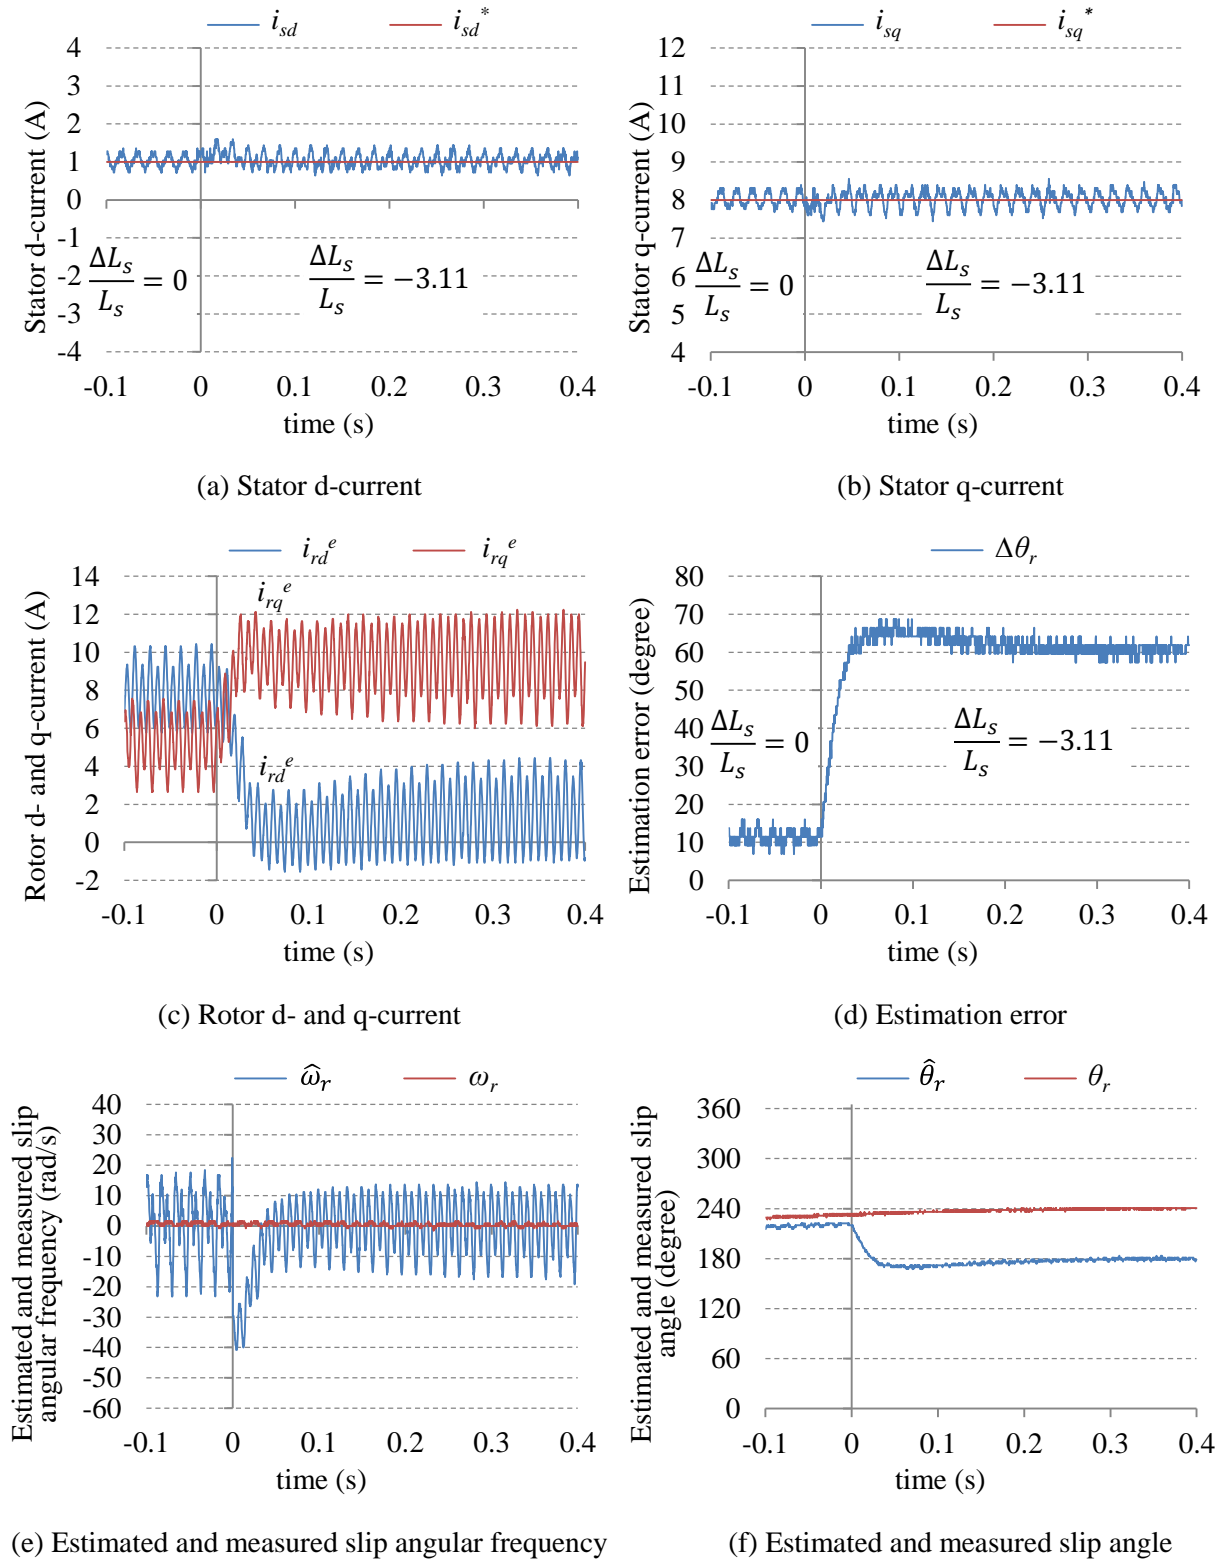 i_sd i_sd*
4
3
2
1
0
-1
-2
-3
-4
Stator d-current (A)
ΔL_s/L_s = 0
ΔL_s/L_s = −3.11
-0.1 0 0.1 0.2 0.3 0.4
time (s)
(a) Stator d-current
i_sq i_sq*
12
11
10
9
8
7
6
5
4
Stator q-current (A)
ΔL_s/L_s = 0
ΔL_s/L_s = −3.11
-0.1 0 0.1 0.2 0.3 0.4
time (s)
(b) Stator q-current
i_rd^e i_rq^e
14
12
10
8
6
4
2
0
-2
Rotor d- and q-current (A)
i_rq^e
i_rd^e
-0.1 0 0.1 0.2 0.3 0.4
time (s)
(c) Rotor d- and q-current
Δθ_r
80
70
60
50
40
30
20
10
0
Estimation error (degree)
ΔL_s/L_s = 0
ΔL_s/L_s = −3.11
-0.1 0 0.1 0.2 0.3 0.4
time (s)
(d) Estimation error
ω̂_r ω_r
40
30
20
10
0
-10
-20
-30
-40
-50
-60
Estimated and measured slip
angular frequency (rad/s)
-0.1 0 0.1 0.2 0.3 0.4
time (s)
(e) Estimated and measured slip angular frequency
θ̂_r θ_r
360
300
240
180
120
60
0
Estimated and measured slip
angle (degree)
-0.1 0 0.1 0.2 0.3 0.4
time (s)
(f) Estimated and measured slip angle